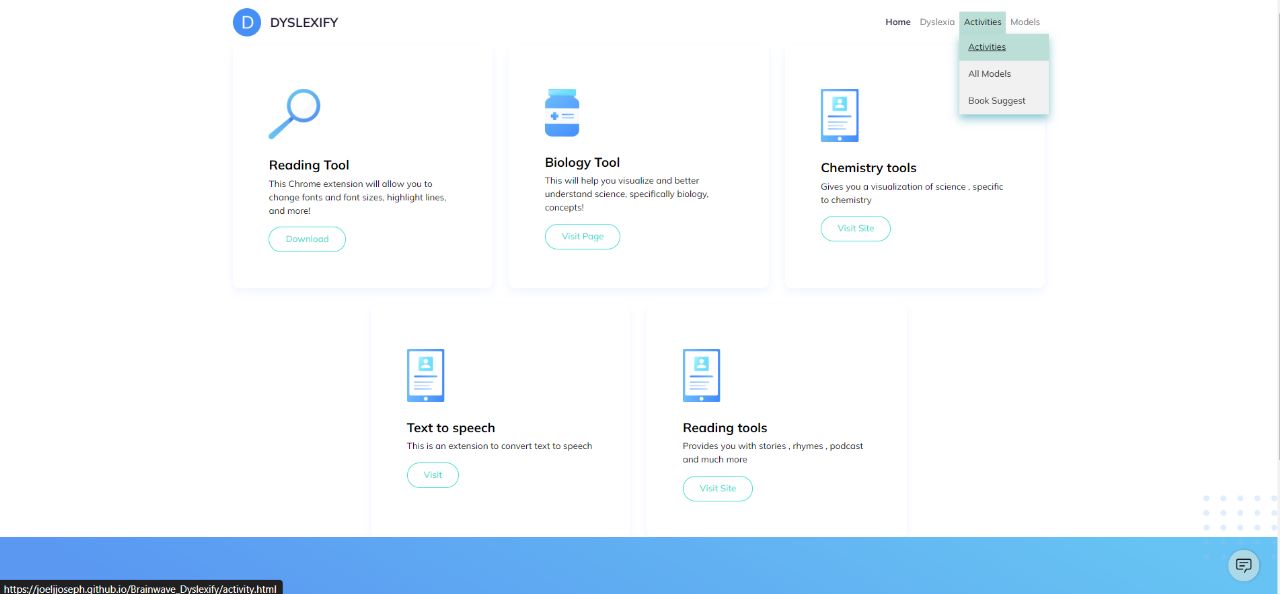 D DYSLEXIFY
Home Dyslexia Activities Models
Activities
All Models
Book Suggest
Reading Tool
This Chrome extension will allow you to
change fonts and font sizes, highlight lines,
and more!
Download
Biology Tool
This will help you visualize and better
understand science, specifically biology,
concepts!
Visit Page
Chemistry tools
Gives you a visualization of science , specific
to chemistry
Visit Site
Text to speech
This is an extension to convert text to speech
Visit
Reading tools
Provides you with stories , rhymes , podcast
and much more
Visit Site
https://joeljjoseph.github.io/Brainwave_Dyslexify/activity.html